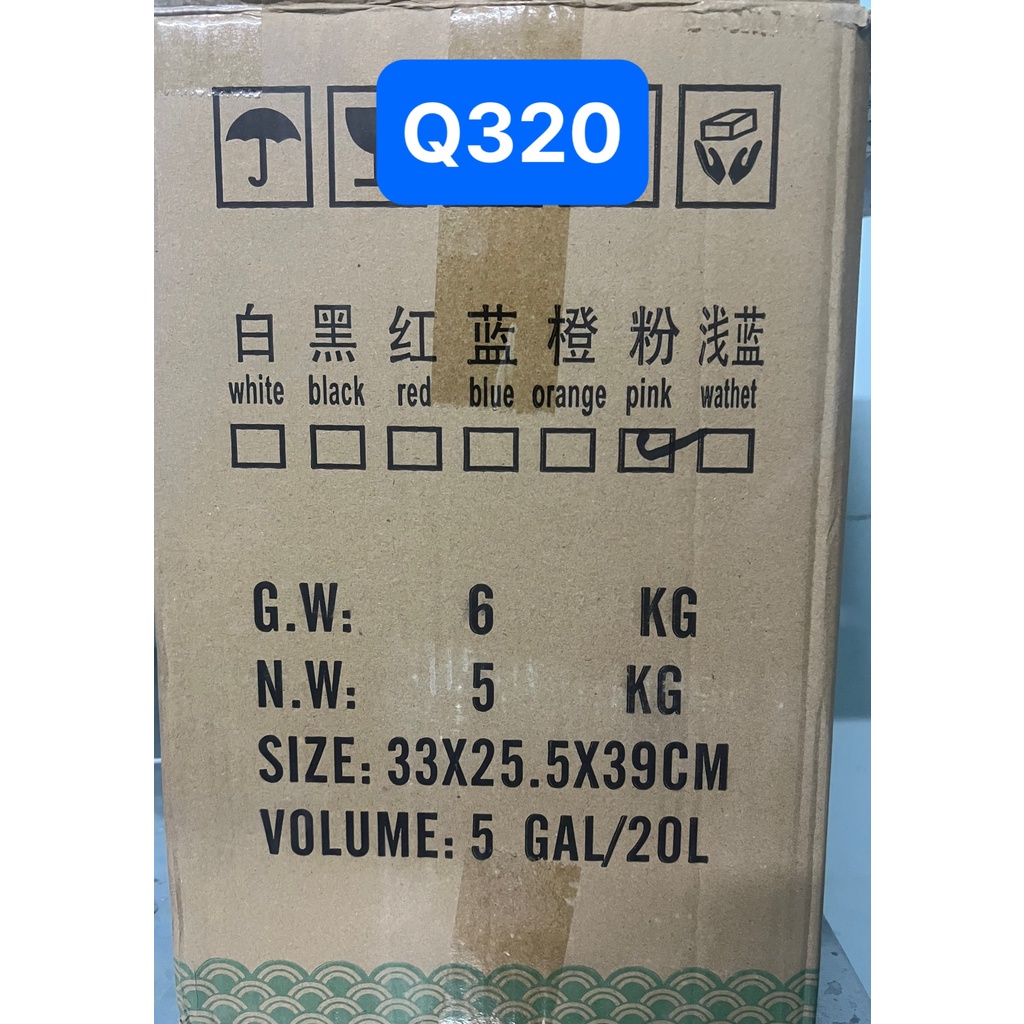 Q320
白 黑 红 蓝 橙 粉 浅蓝
white black red blue orange pink wathet
G.W: 6 KG
N.W: 5 KG
SIZE: 33X25.5X39CM
VOLUME: 5 GAL/20L